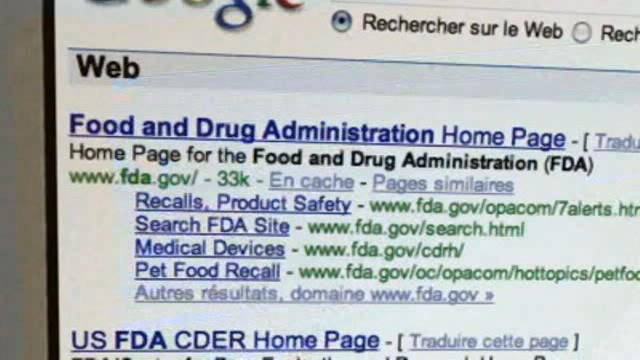 Google
Rechercher sur le Web
Web
Food and Drug Administration Home Page - [
Home Page for the Food and Drug Administration (FDA)
www.fda.gov/ - 33k - En cache - Pages similaires
Recalls, Product Safety - www.fda.gov/opacom/7alerts.htm
Search FDA Site - www.fda.gov/search.html
Medical Devices - www.fda.gov/cdrh/
Pet Food Recall - www.fda.gov/oc/opacom/hottopics/petfoo
Autres résultats, domaine www.fda.gov »
US FDA CDER Home Page - [ Traduire cette page ]